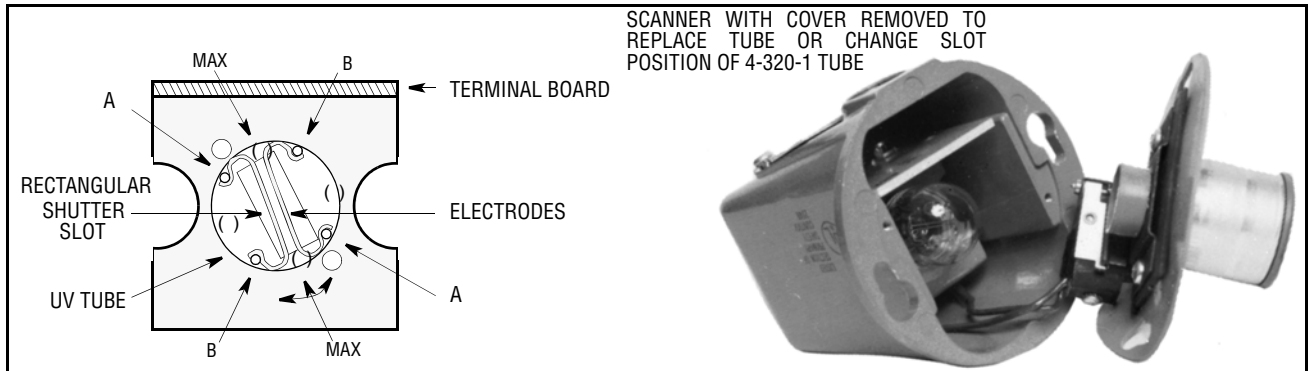 SCANNER WITH COVER REMOVED TO
REPLACE TUBE OR CHANGE SLOT
POSITION OF 4-320-1 TUBE
MAX
B
TERMINAL BOARD
A
RECTANGULAR
SHUTTER
SLOT
ELECTRODES
UV TUBE
A
B
MAX